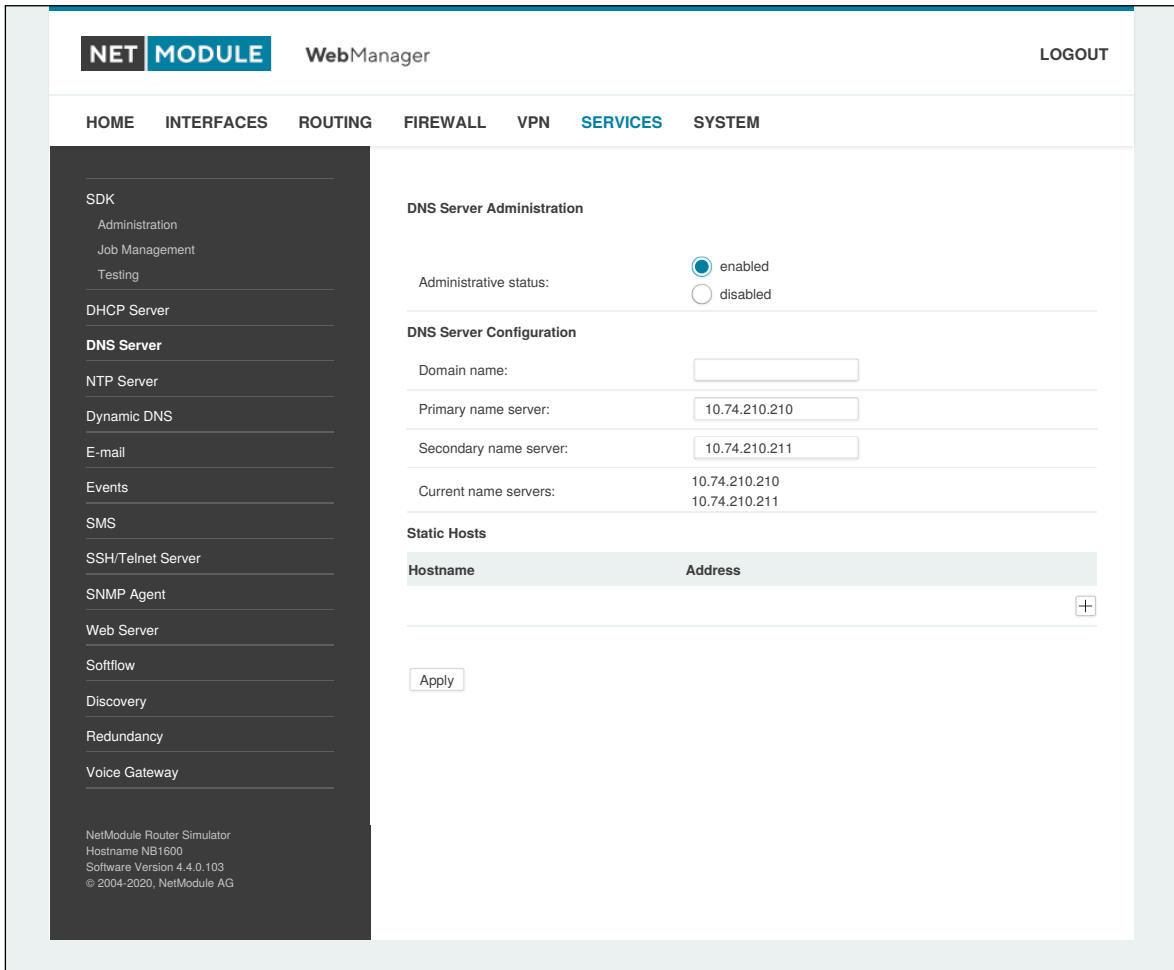 NET MODULE WebManager LOGOUT
HOME INTERFACES ROUTING FIREWALL VPN SERVICES SYSTEM
SDK
Administration
Job Management
Testing
DHCP Server
DNS Server
NTP Server
Dynamic DNS
E-mail
Events
SMS
SSH/Telnet Server
SNMP Agent
Web Server
Softflow
Discovery
Redundancy
Voice Gateway
NetModule Router Simulator
Hostname NB1600
Software Version 4.4.0.103
© 2004-2020, NetModule AG
DNS Server Administration
Administrative status:
enabled
disabled
DNS Server Configuration
Domain name:
Primary name server: 10.74.210.210
Secondary name server: 10.74.210.211
Current name servers:
10.74.210.210
10.74.210.211
Static Hosts
Hostname Address
Apply